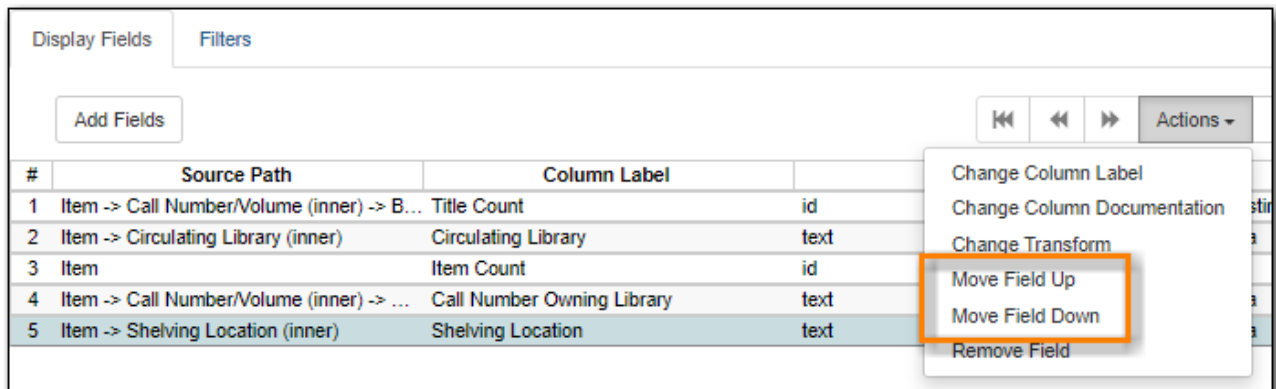 Display Fields Filters
Add Fields Actions
# Source Path Column Label
1 Item -> Call Number/Volume (inner) -> B... Title Count id
2 Item -> Circulating Library (inner) Circulating Library text
3 Item Item Count id
4 Item -> Call Number/Volume (inner) -> ... Call Number Owning Library text
5 Item -> Shelving Location (inner) Shelving Location text
Change Column Label
Change Column Documentation
Change Transform
Move Field Up
Move Field Down
Remove Field